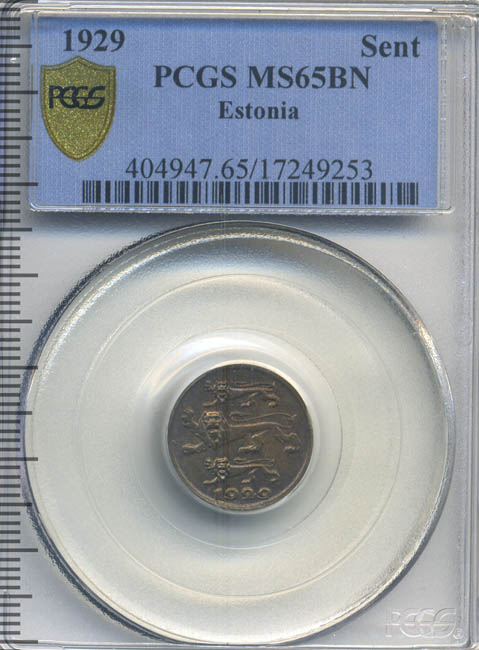 1929 Sent
PCGS MS65BN
PCGS
Estonia
404947.65/17249253
1929
PCGS